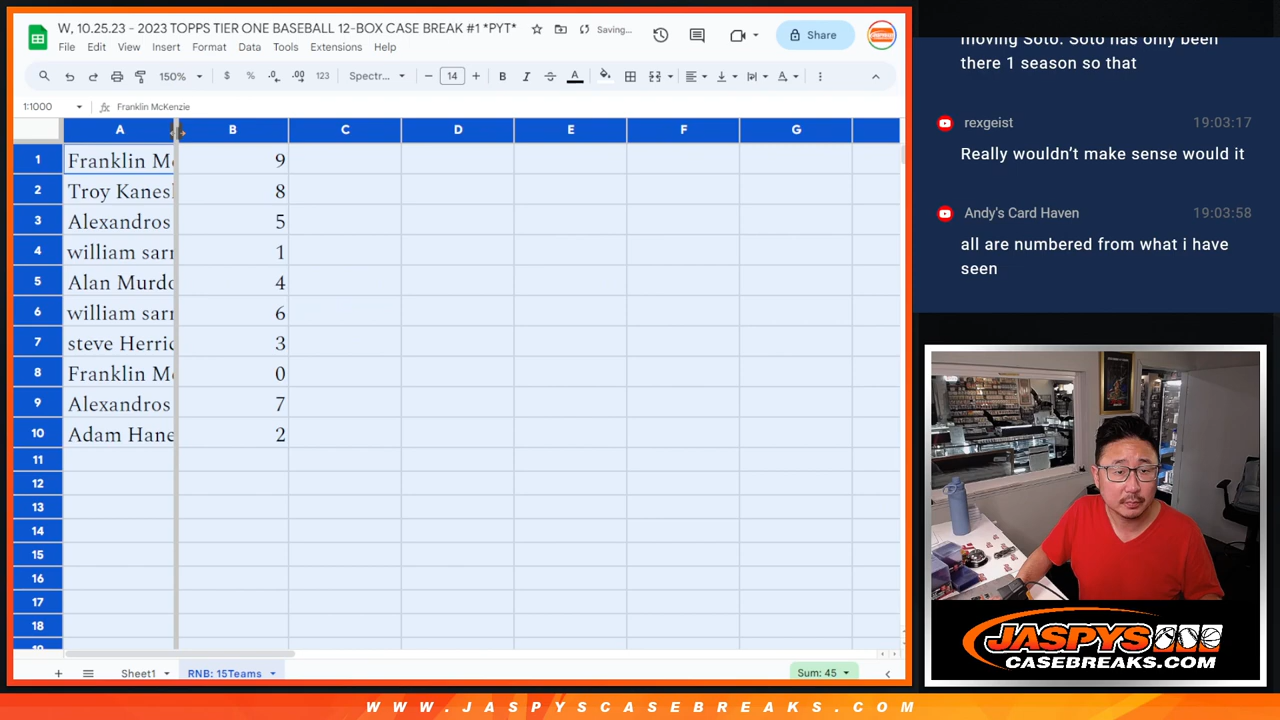 W, 10.25.23 - 2023 TOPPS TIER ONE BASEBALL 12-BOX CASE BREAK #1 *PYT*
Saving...
File Edit View Insert Format Data Tools Extensions Help
Share
150% $ % .0 .00 123 Spectr... 14 B I A
1:1000 fx Franklin McKenzie
A B C D E F G
1 Franklin Mc 9
2 Troy Kanesh 8
3 Alexandros 5
4 william sarr 1
5 Alan Murdo 4
6 william sarr 6
7 steve Herric 3
8 Franklin Mc 0
9 Alexandros 7
10 Adam Hane 2
11
12
13
14
15
16
17
18
Sheet1 RNB: 15Teams Sum: 45
moving Soto. Soto has only been
there 1 season so that
rexgeist 19:03:17
Really wouldn't make sense would it
Andy's Card Haven 19:03:58
all are numbered from what i have
seen
JASPYS
CASEBREAKS.COM
WWW.JASPYSCASEBREAKS.COM